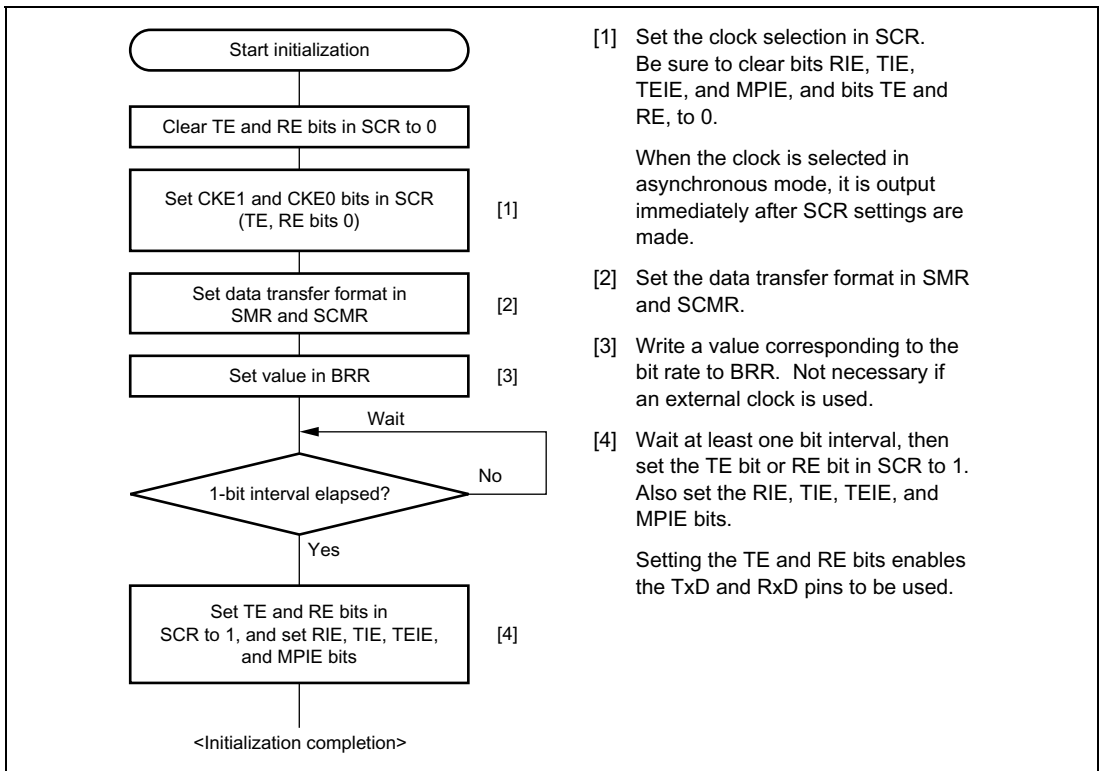 Start initialization
Clear TE and RE bits in SCR to 0
Set CKE1 and CKE0 bits in SCR
(TE, RE bits 0)
[1]
Set data transfer format in
SMR and SCMR
[2]
Set value in BRR
[3]
Wait
1-bit interval elapsed?
No
Yes
Set TE and RE bits in
SCR to 1, and set RIE, TIE, TEIE,
and MPIE bits
[4]
<Initialization completion>
[1] Set the clock selection in SCR.
Be sure to clear bits RIE, TIE,
TEIE, and MPIE, and bits TE and
RE, to 0.
When the clock is selected in
asynchronous mode, it is output
immediately after SCR settings are
made.
[2] Set the data transfer format in SMR
and SCMR.
[3] Write a value corresponding to the
bit rate to BRR.  Not necessary if
an external clock is used.
[4] Wait at least one bit interval, then
set the TE bit or RE bit in SCR to 1.
Also set the RIE, TIE, TEIE, and
MPIE bits.
Setting the TE and RE bits enables
the TxD and RxD pins to be used.